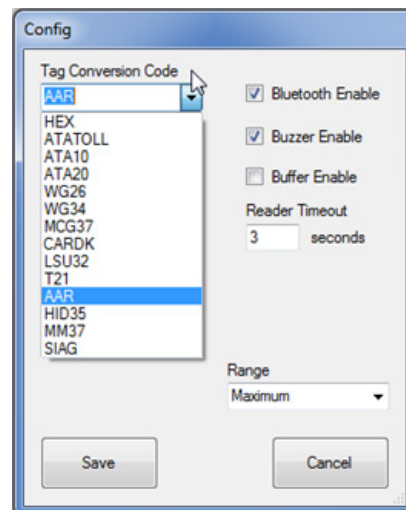 Config
Tag Conversion Code
AAR
HEX
ATATOLL
ATA10
ATA20
WG26
WG34
MCG37
CARDK
LSU32
T21
AAR
HID35
MM37
SIAG
Bluetooth Enable
Buzzer Enable
Buffer Enable
Reader Timeout
3 seconds
Range
Maximum
Save Cancel